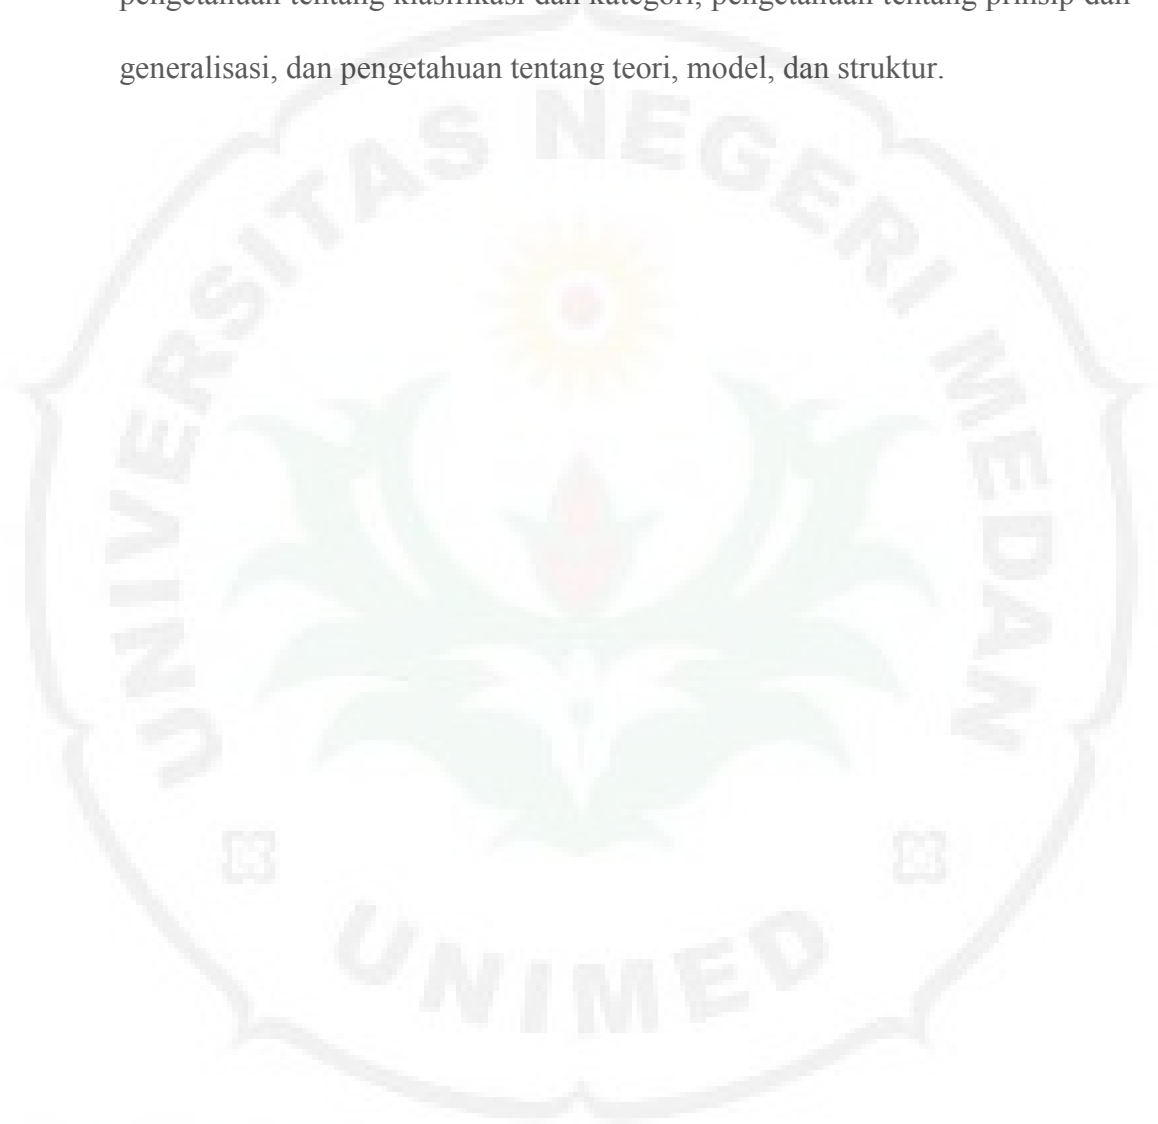 pengetahuan tentang klasifikasi dan kategori, pengetahuan tentang prinsip dan
generalisasi, dan pengetahuan tentang teori, model, dan struktur.
UNIVERSITAS NEGERI MEDAN
UNIMED